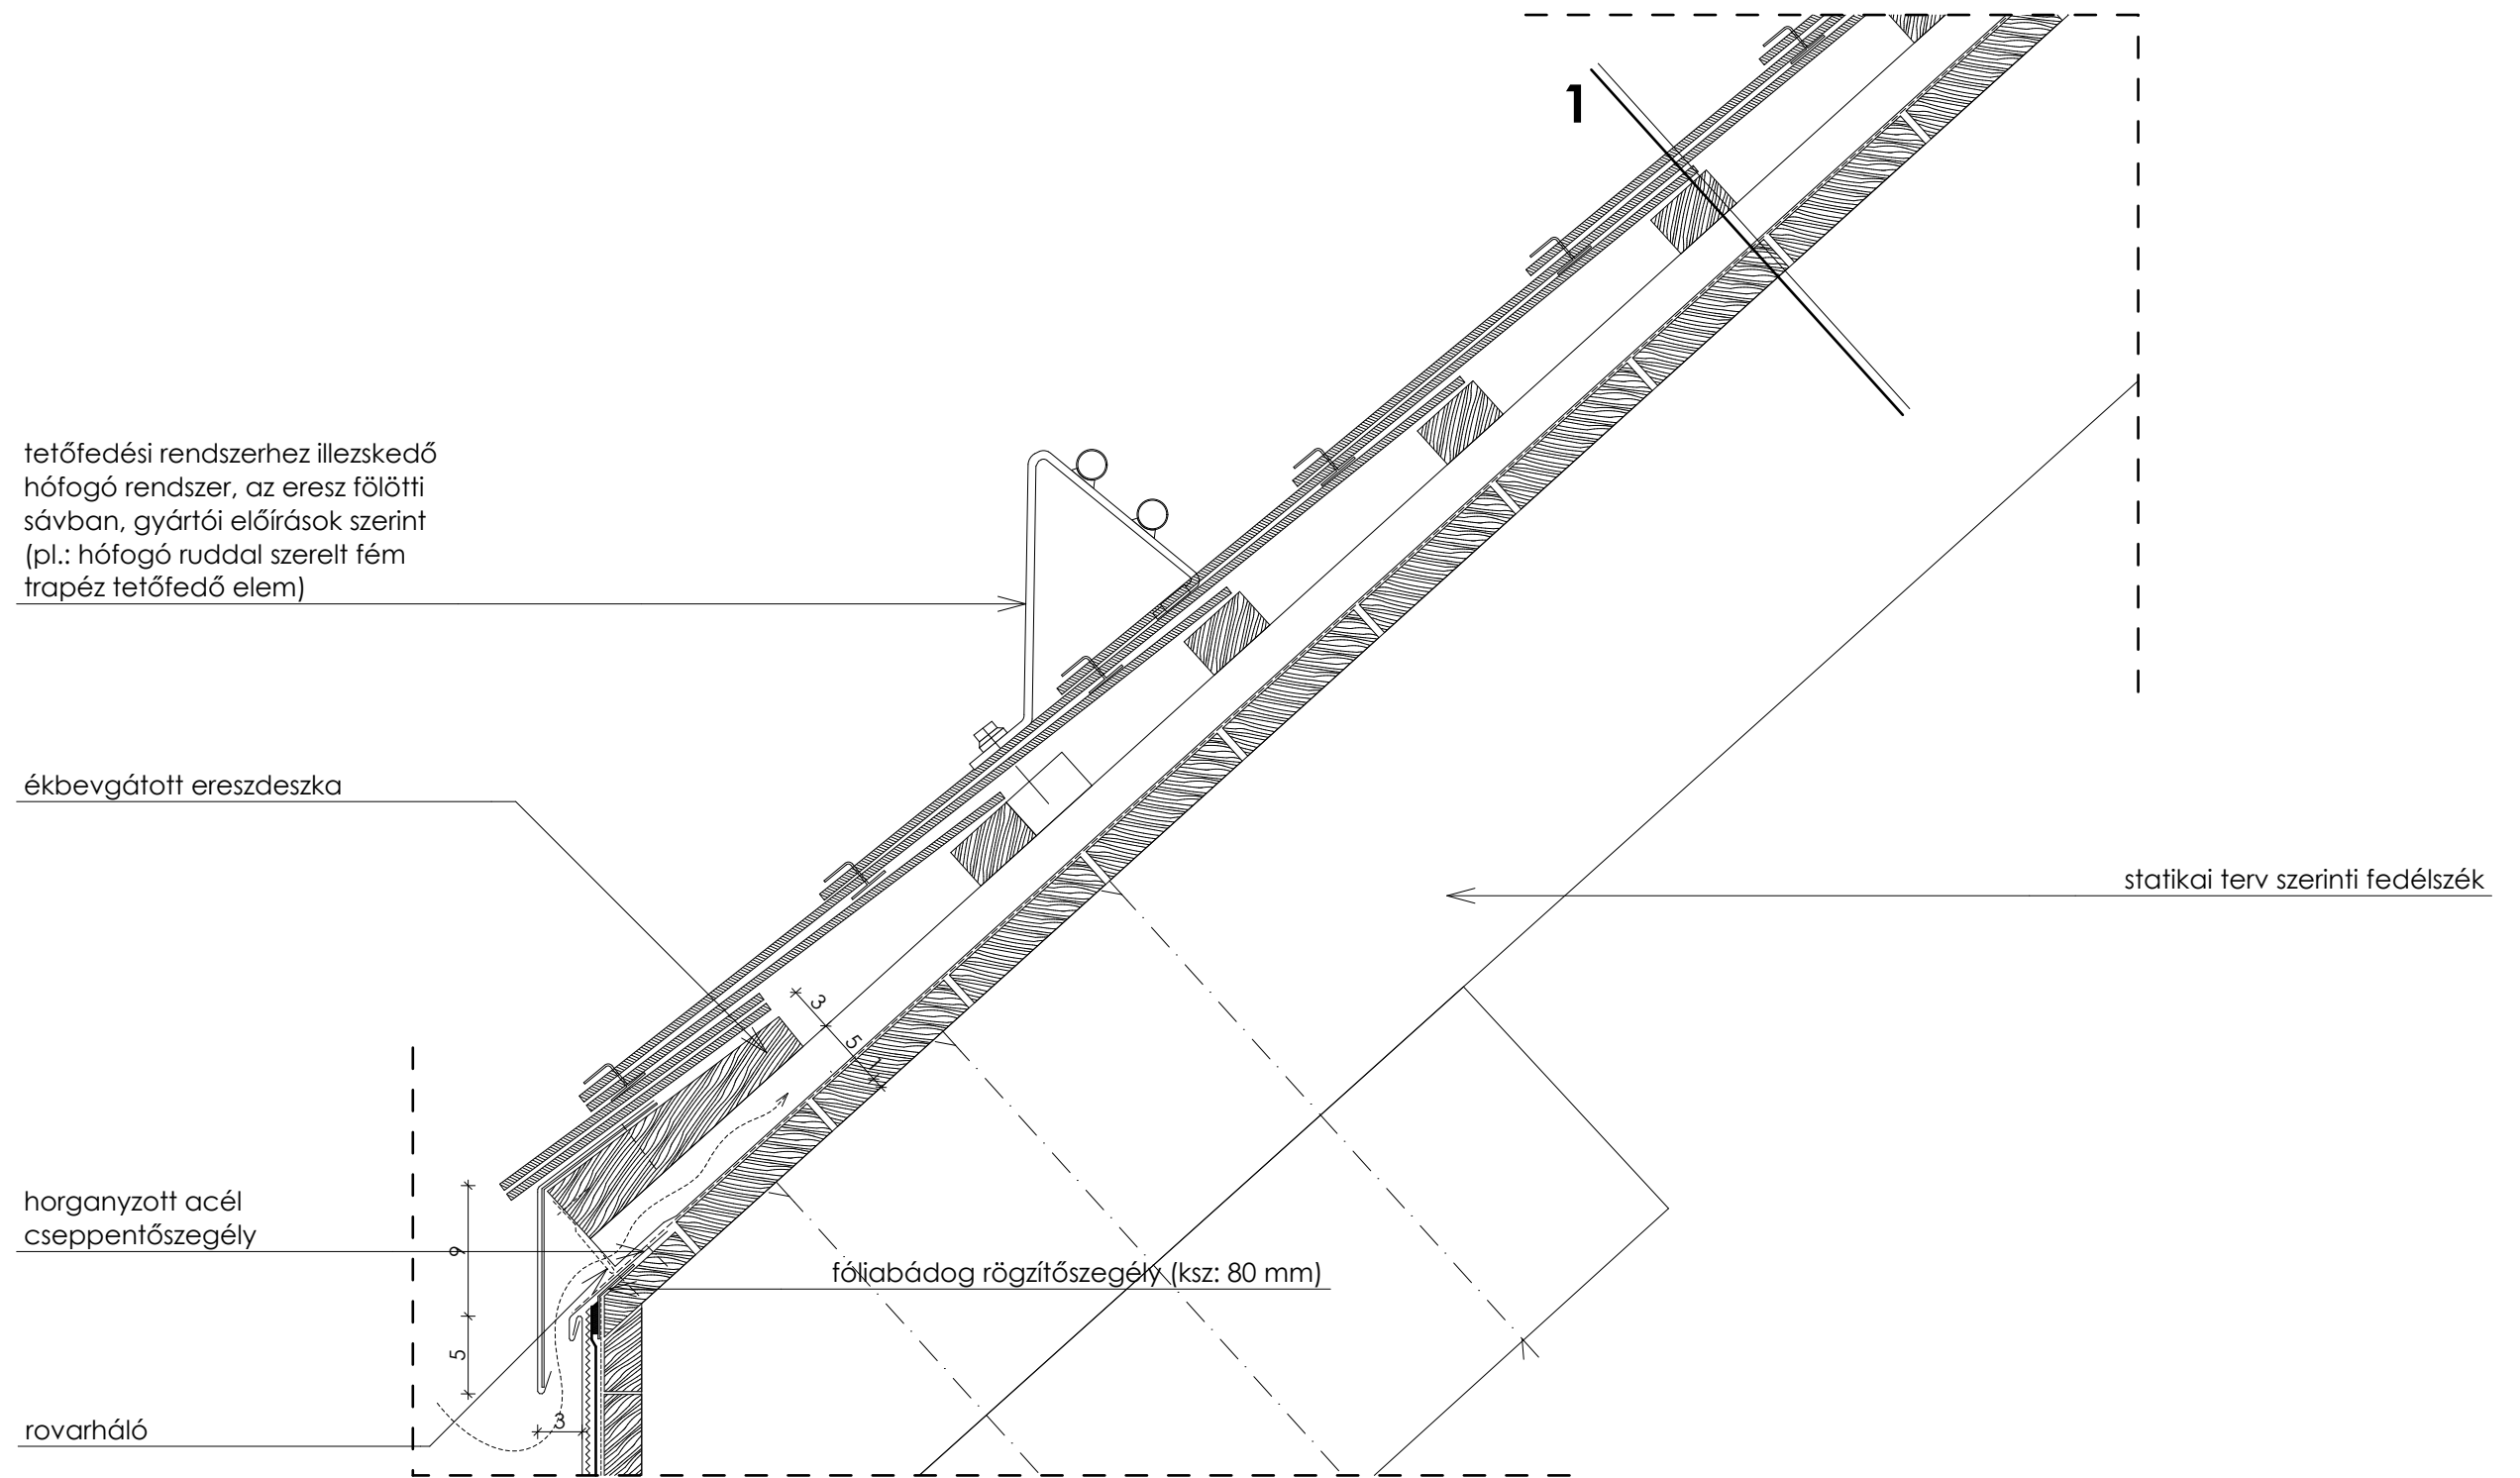 1
tetőfedési rendszerhez illezskedő
hófogó rendszer, az eresz fölötti
sávban, gyártói előírások szerint
(pl.: hófogó ruddal szerelt fém
trapéz tetőfedő elem)
ékbevgátott ereszdeszka
statikai terv szerinti fedélszék
3
5
1
horganyzott acél
cseppentőszegély
9
fóliabádog rögzítőszegély (ksz: 80 mm)
5
3
rovarháló